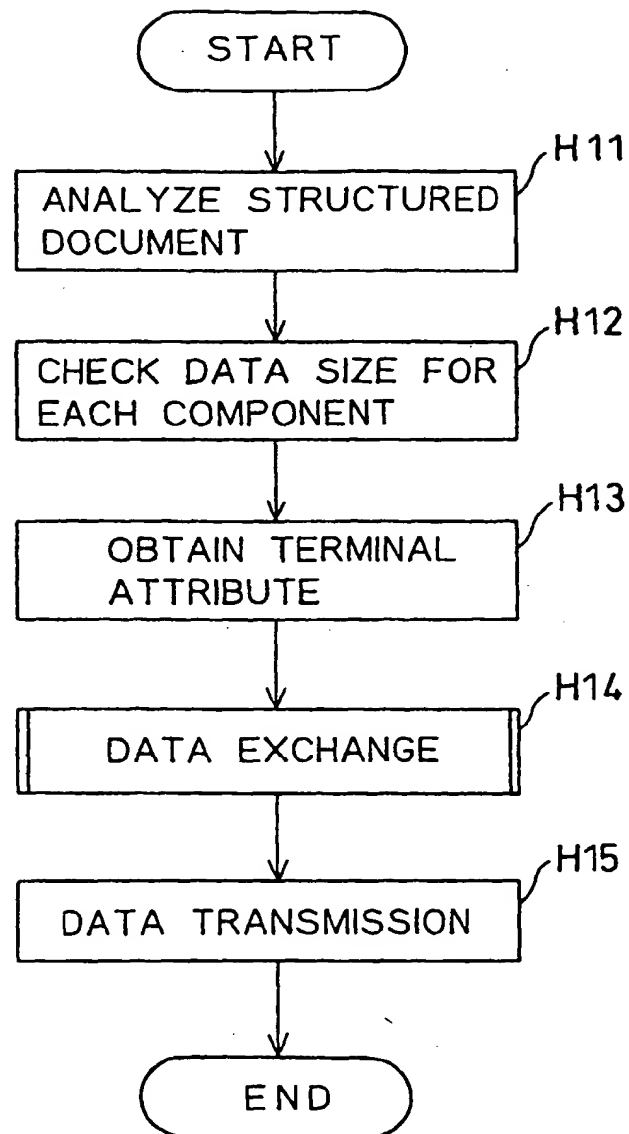 START
H11
ANALYZE STRUCTURED
DOCUMENT
H12
CHECK DATA SIZE FOR
EACH COMPONENT
H13
OBTAIN TERMINAL
ATTRIBUTE
H14
DATA EXCHANGE
H15
DATA TRANSMISSION
END